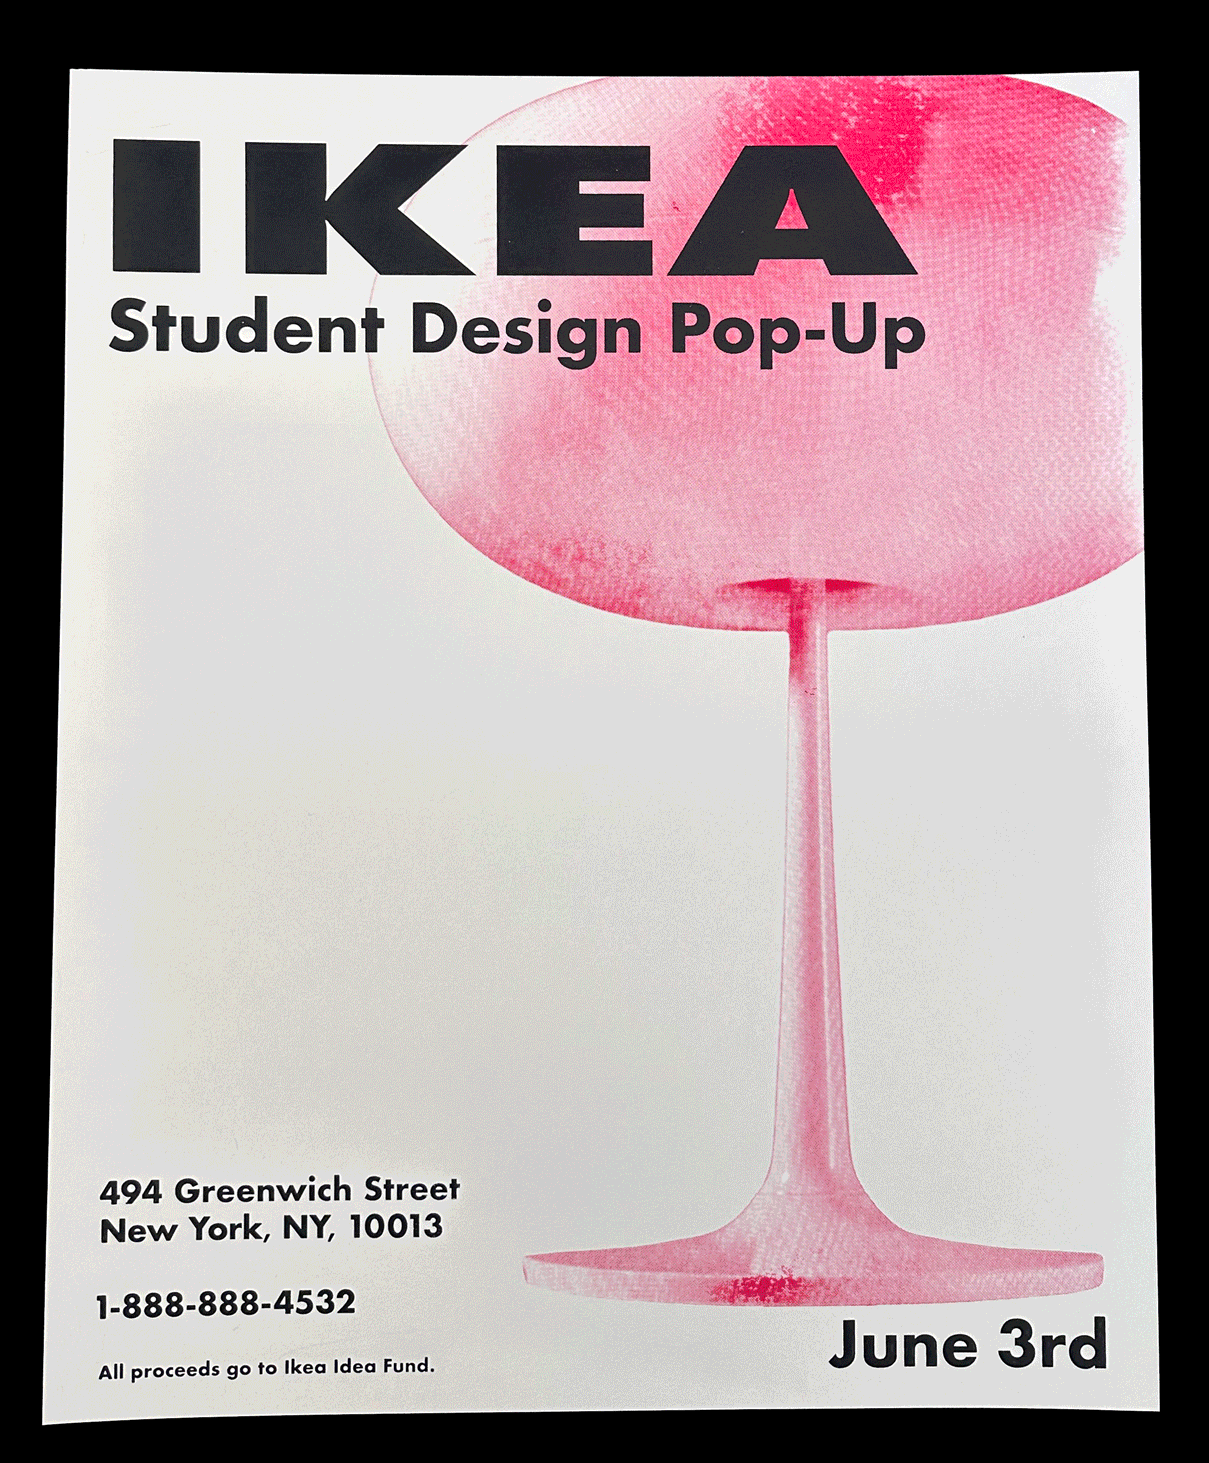 IKEA
Student Design Pop-Up
494 Greenwich Street
New York, NY, 10013
1-888-888-4532
All proceeds go to Ikea Idea Fund.
June 3rd